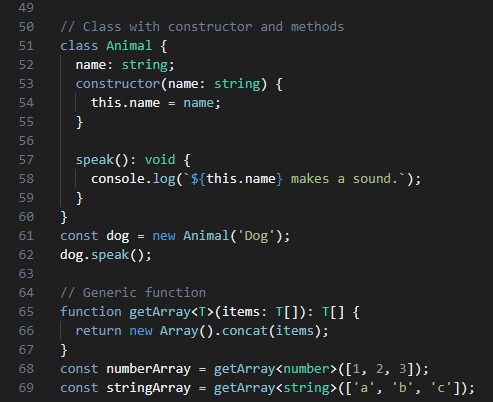 49
50 // Class with constructor and methods
51 class Animal {
52   name: string;
53   constructor(name: string) {
54     this.name = name;
55   }
56
57   speak(): void {
58     console.log(`${this.name} makes a sound.`);
59   }
60 }
61 const dog = new Animal('Dog');
62 dog.speak();
63
64 // Generic function
65 function getArray<T>(items: T[]): T[] {
66   return new Array().concat(items);
67 }
68 const numberArray = getArray<number>([1, 2, 3]);
69 const stringArray = getArray<string>(['a', 'b', 'c']);